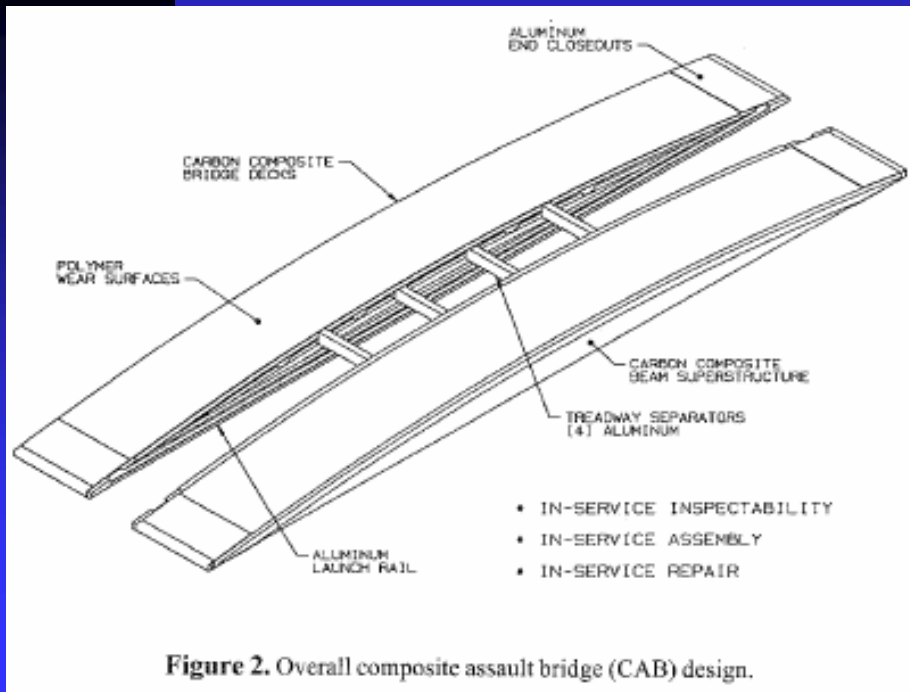 ALUMINUM
END CLOSEOUTS
CARBON COMPOSITE
BRIDGE DECKS
POLYMER
WEAR SURFACES
CARBON COMPOSITE
BEAM SUPERSTRUCTURE
TREADWAY SEPARATORS
[4] ALUMINUM
ALUMINUM
LAUNCH RAIL
• IN-SERVICE INSPECTABILITY
• IN-SERVICE ASSEMBLY
• IN-SERVICE REPAIR
Figure 2. Overall composite assault bridge (CAB) design.